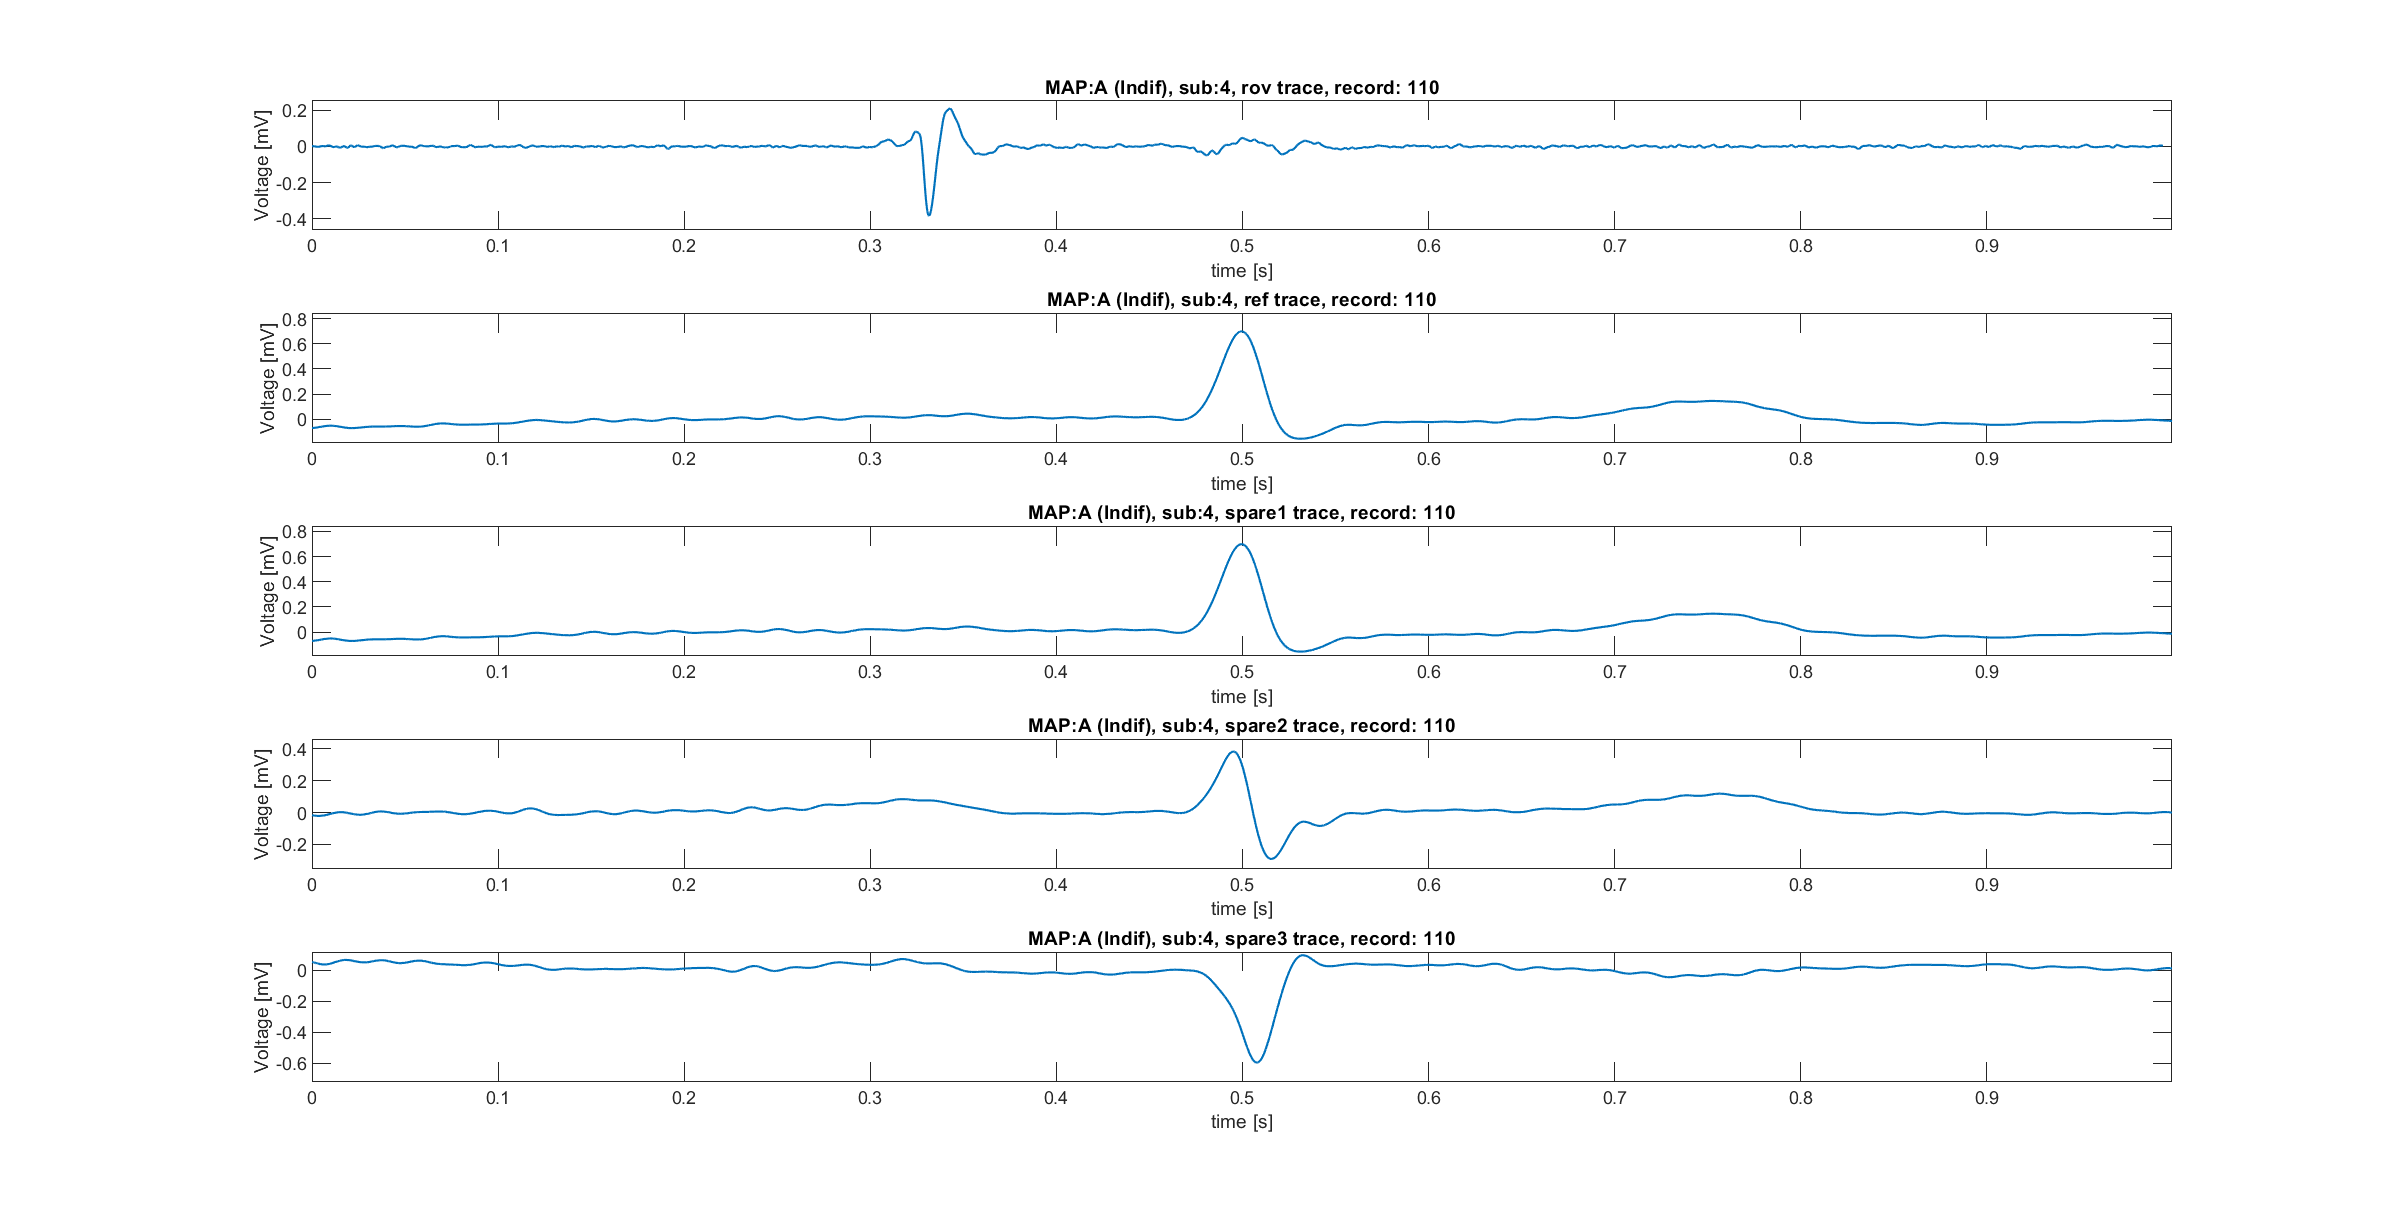 MAP:A (Indif), sub:4, rov trace, record: 110
Voltage [mV]
0.2
0
-0.2
-0.4
0 0.1 0.2 0.3 0.4 0.5 0.6 0.7 0.8 0.9
time [s]
MAP:A (Indif), sub:4, ref trace, record: 110
Voltage [mV]
0.8
0.6
0.4
0.2
0
0 0.1 0.2 0.3 0.4 0.5 0.6 0.7 0.8 0.9
time [s]
MAP:A (Indif), sub:4, spare1 trace, record: 110
Voltage [mV]
0.8
0.6
0.4
0.2
0
0 0.1 0.2 0.3 0.4 0.5 0.6 0.7 0.8 0.9
time [s]
MAP:A (Indif), sub:4, spare2 trace, record: 110
Voltage [mV]
0.4
0.2
0
-0.2
0 0.1 0.2 0.3 0.4 0.5 0.6 0.7 0.8 0.9
time [s]
MAP:A (Indif), sub:4, spare3 trace, record: 110
Voltage [mV]
0
-0.2
-0.4
-0.6
0 0.1 0.2 0.3 0.4 0.5 0.6 0.7 0.8 0.9
time [s]